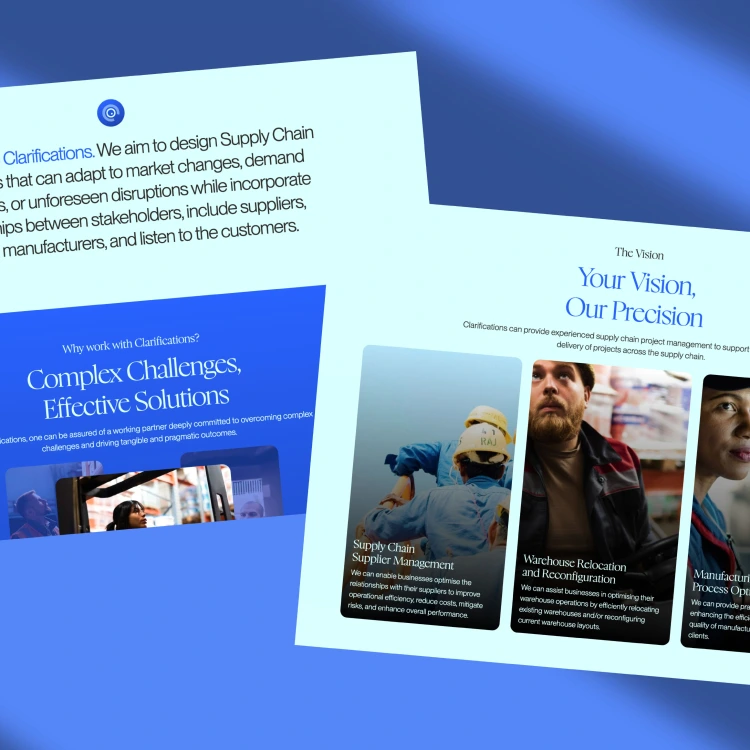 Clarifications. We aim to design Supply Chain
that can adapt to market changes, demand
or unforeseen disruptions while incorporate
between stakeholders, include suppliers,
manufacturers, and listen to the customers.
Why work with Clarifications?
Complex Challenges,
Effective Solutions
one can be assured of a working partner deeply committed to overcoming complex
challenges and driving tangible and pragmatic outcomes.
The Vision
Your Vision,
Our Precision
Clarifications can provide experienced supply chain project management to support
delivery of projects across the supply chain.
RAJ
Supply Chain
Supplier Management
We can enable businesses optimise the
relationships with their suppliers to improve
operational efficiency, reduce costs, mitigate
risks, and enhance overall performance.
Warehouse Relocation
and Reconfiguration
We can assist businesses in optimising their
warehouse operations by efficiently relocating
existing warehouses and/or reconfiguring
current warehouse layouts.
Process
We can provide
enhancing the
quality of
clients.